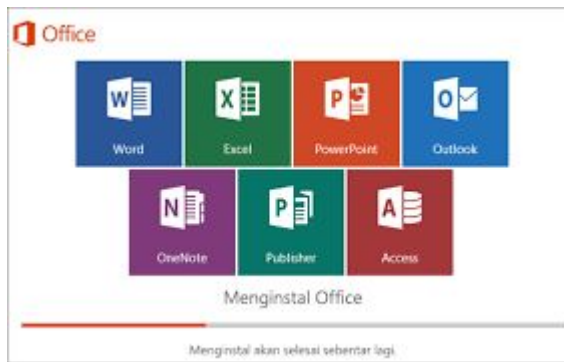 Office
Word Excel PowerPoint Outlook
OneNote Publisher Access
Menginstal Office
Menginstal akan selesai sebentar lagi.